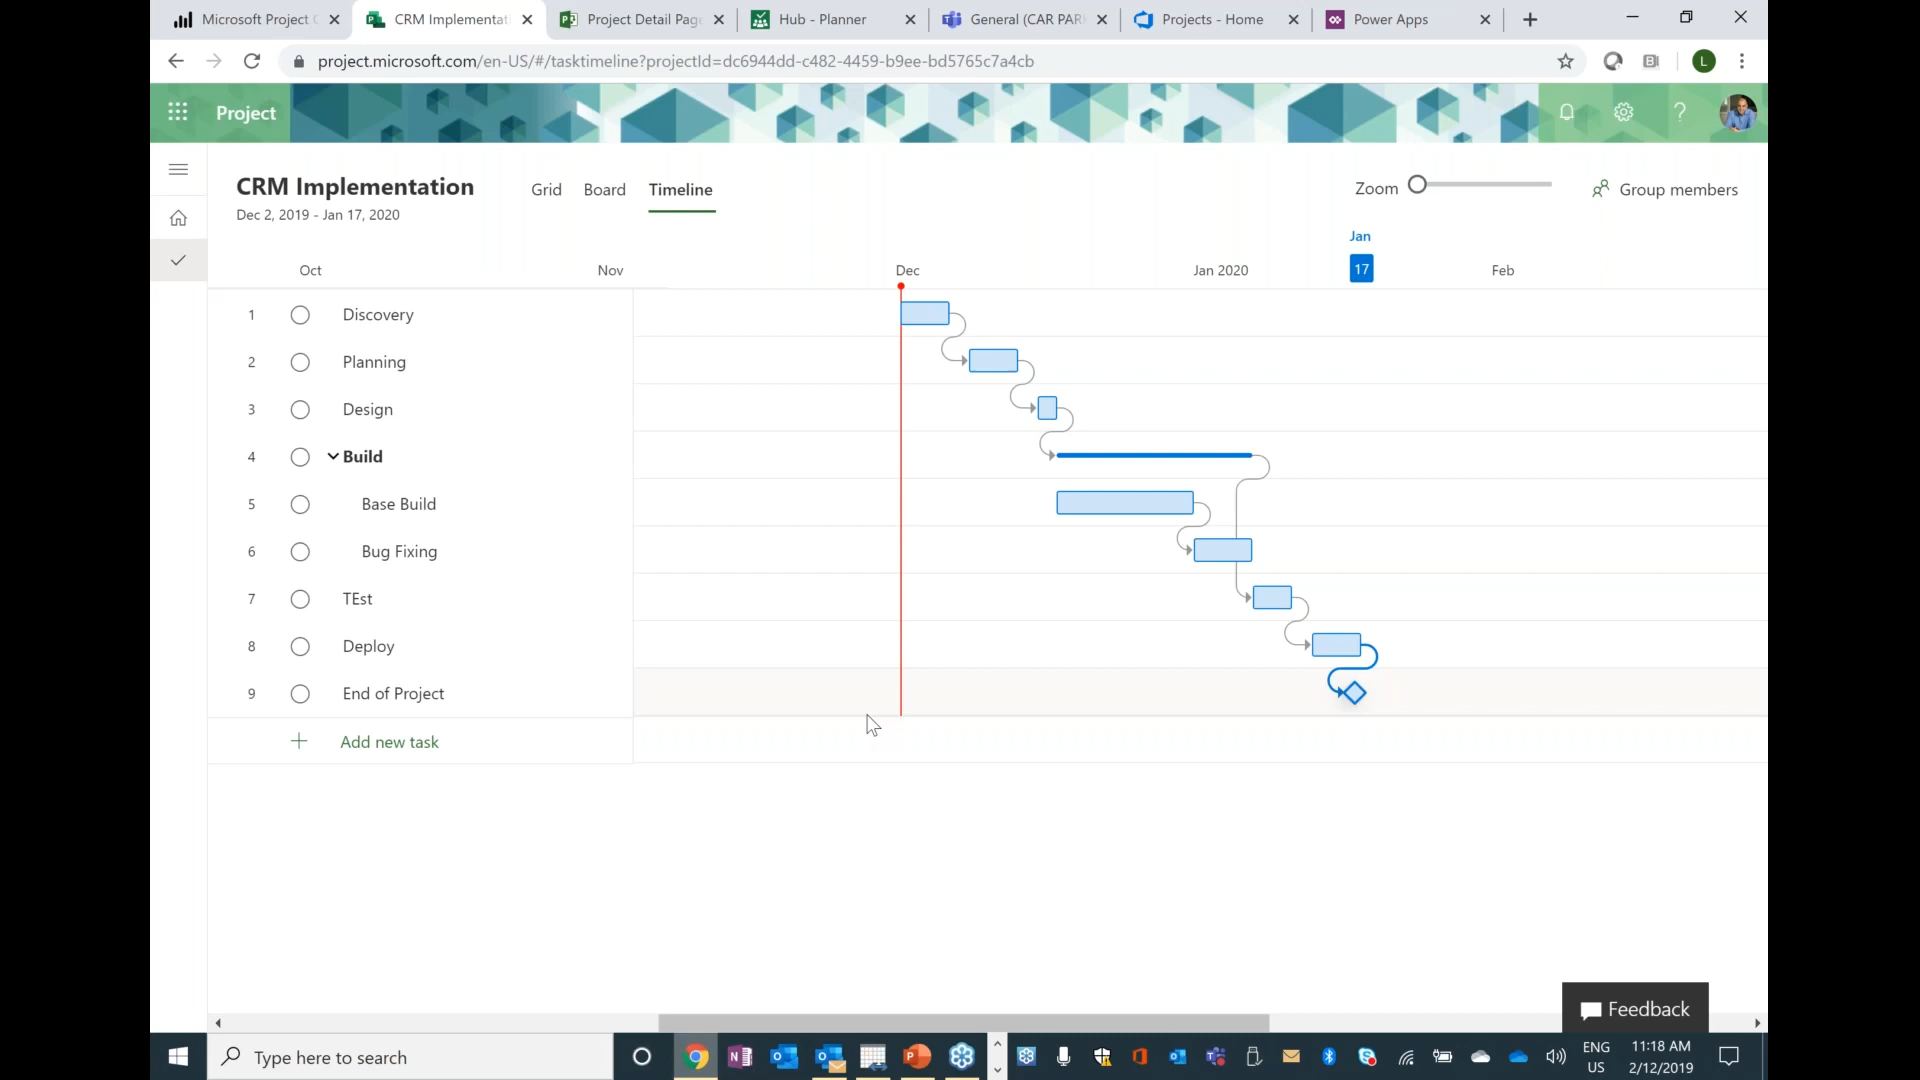 Microsoft Project
CRM Implementat
Project Detail Page
Hub - Planner
General (CAR PAR
Projects - Home
Power Apps
project.microsoft.com/en-US/#/tasktimeline?projectId=dc6944dd-c482-4459-b9ee-bd5765c7a4cb
L
Project
CRM Implementation
Dec 2, 2019 - Jan 17, 2020
Grid
Board
Timeline
Zoom
Group members
Jan
17
Oct
Nov
Dec
Jan 2020
Feb
1 Discovery
2 Planning
3 Design
4 Build
5 Base Build
6 Bug Fixing
7 TEst
8 Deploy
9 End of Project
Add new task
Feedback
Type here to search
ENG
US
11:18 AM
2/12/2019